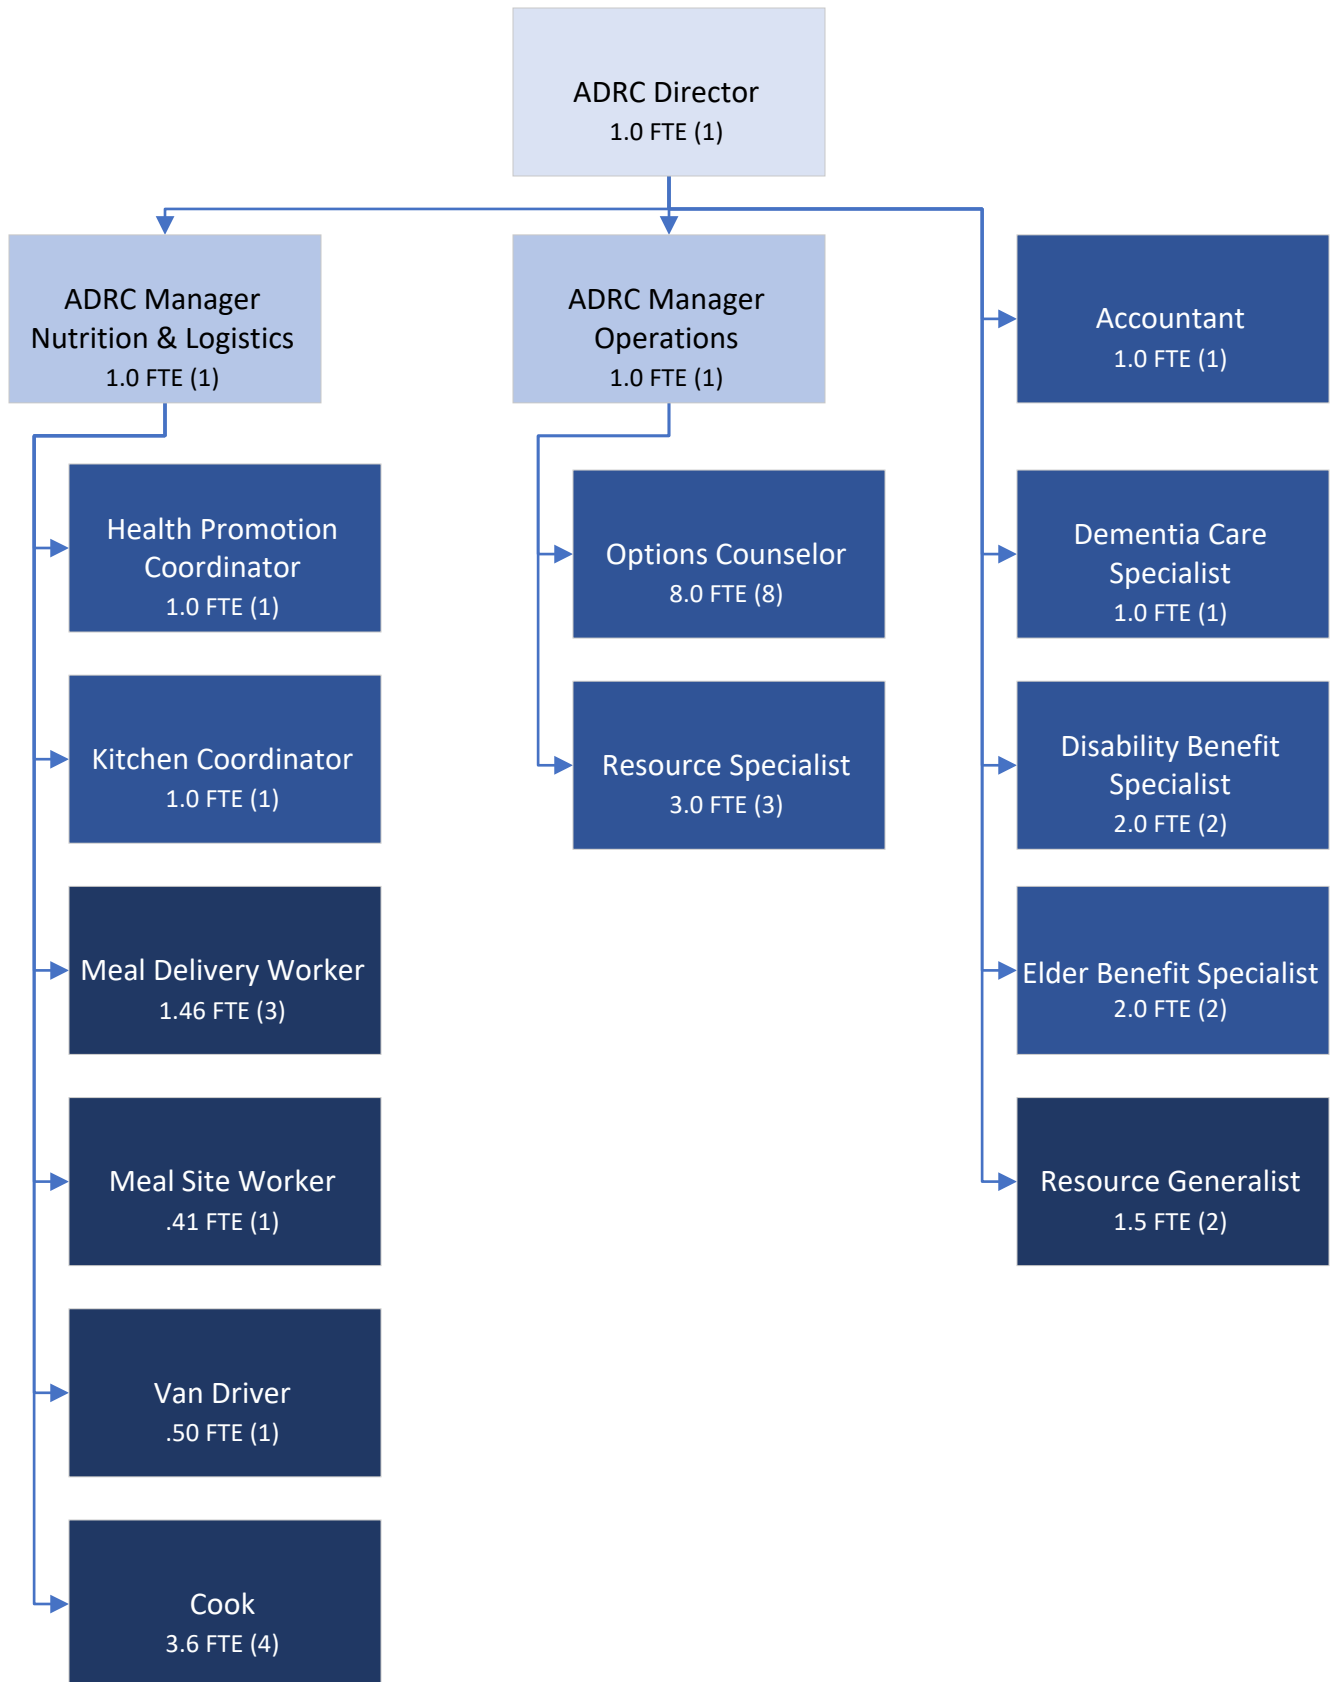 ADRC Director
1.0 FTE (1)
ADRC Manager
Nutrition & Logistics
1.0 FTE (1)
ADRC Manager
Operations
1.0 FTE (1)
Accountant
1.0 FTE (1)
Health Promotion
Coordinator
1.0 FTE (1)
Options Counselor
8.0 FTE (8)
Dementia Care
Specialist
1.0 FTE (1)
Kitchen Coordinator
1.0 FTE (1)
Resource Specialist
3.0 FTE (3)
Disability Benefit
Specialist
2.0 FTE (2)
Meal Delivery Worker
1.46 FTE (3)
Elder Benefit Specialist
2.0 FTE (2)
Meal Site Worker
.41 FTE (1)
Resource Generalist
1.5 FTE (2)
Van Driver
.50 FTE (1)
Cook
3.6 FTE (4)